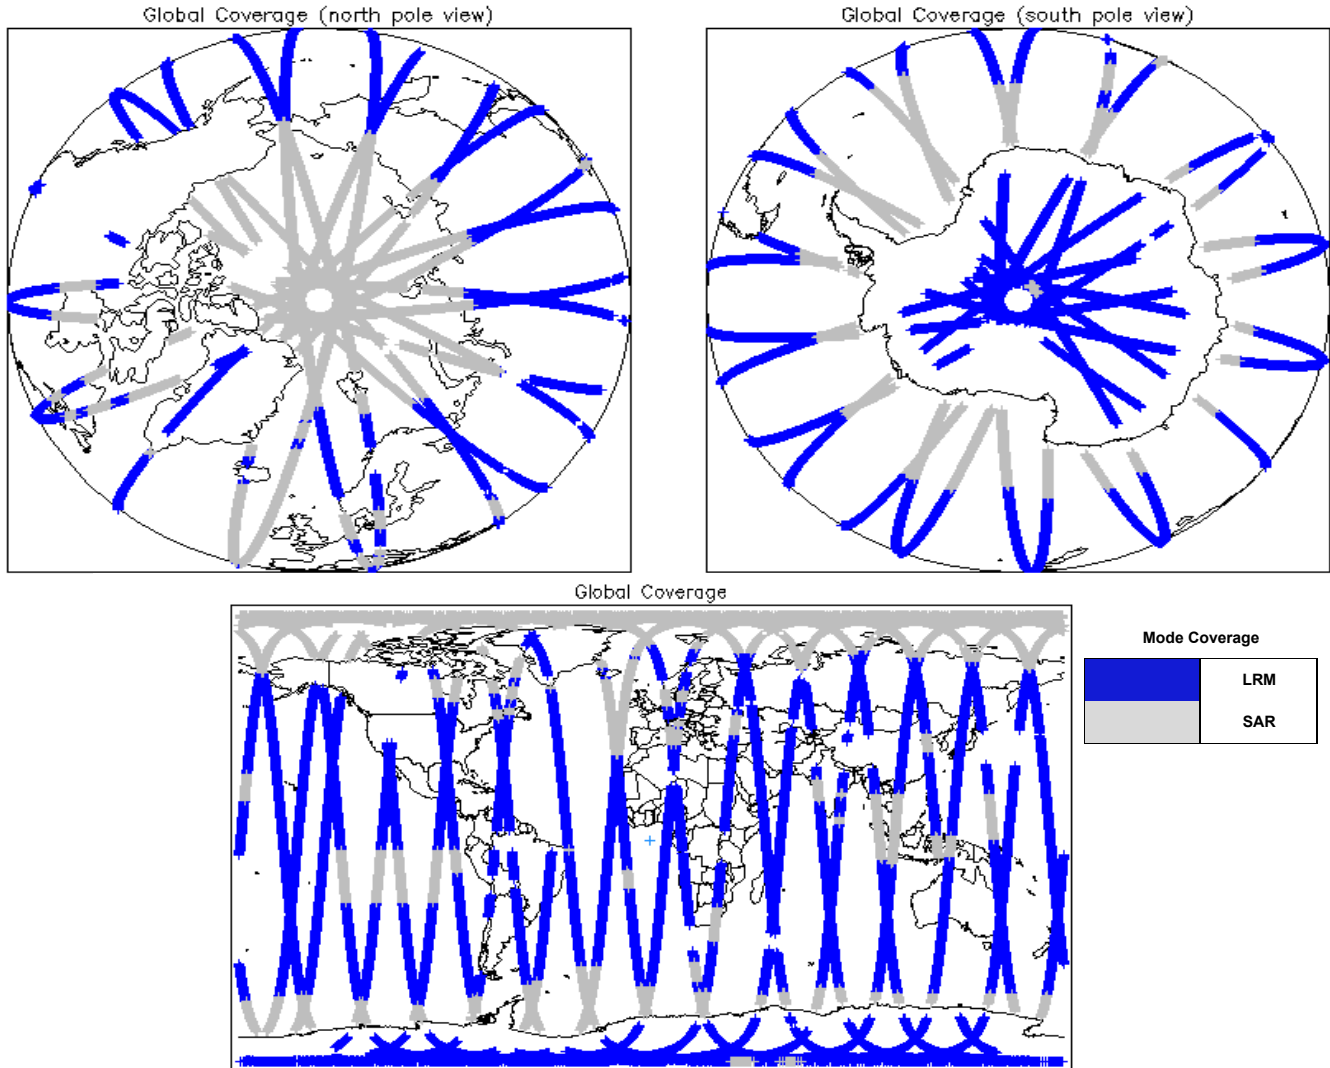 Global Coverage (north pole view)
Global Coverage (south pole view)
Global Coverage
Mode Coverage
LRM
SAR